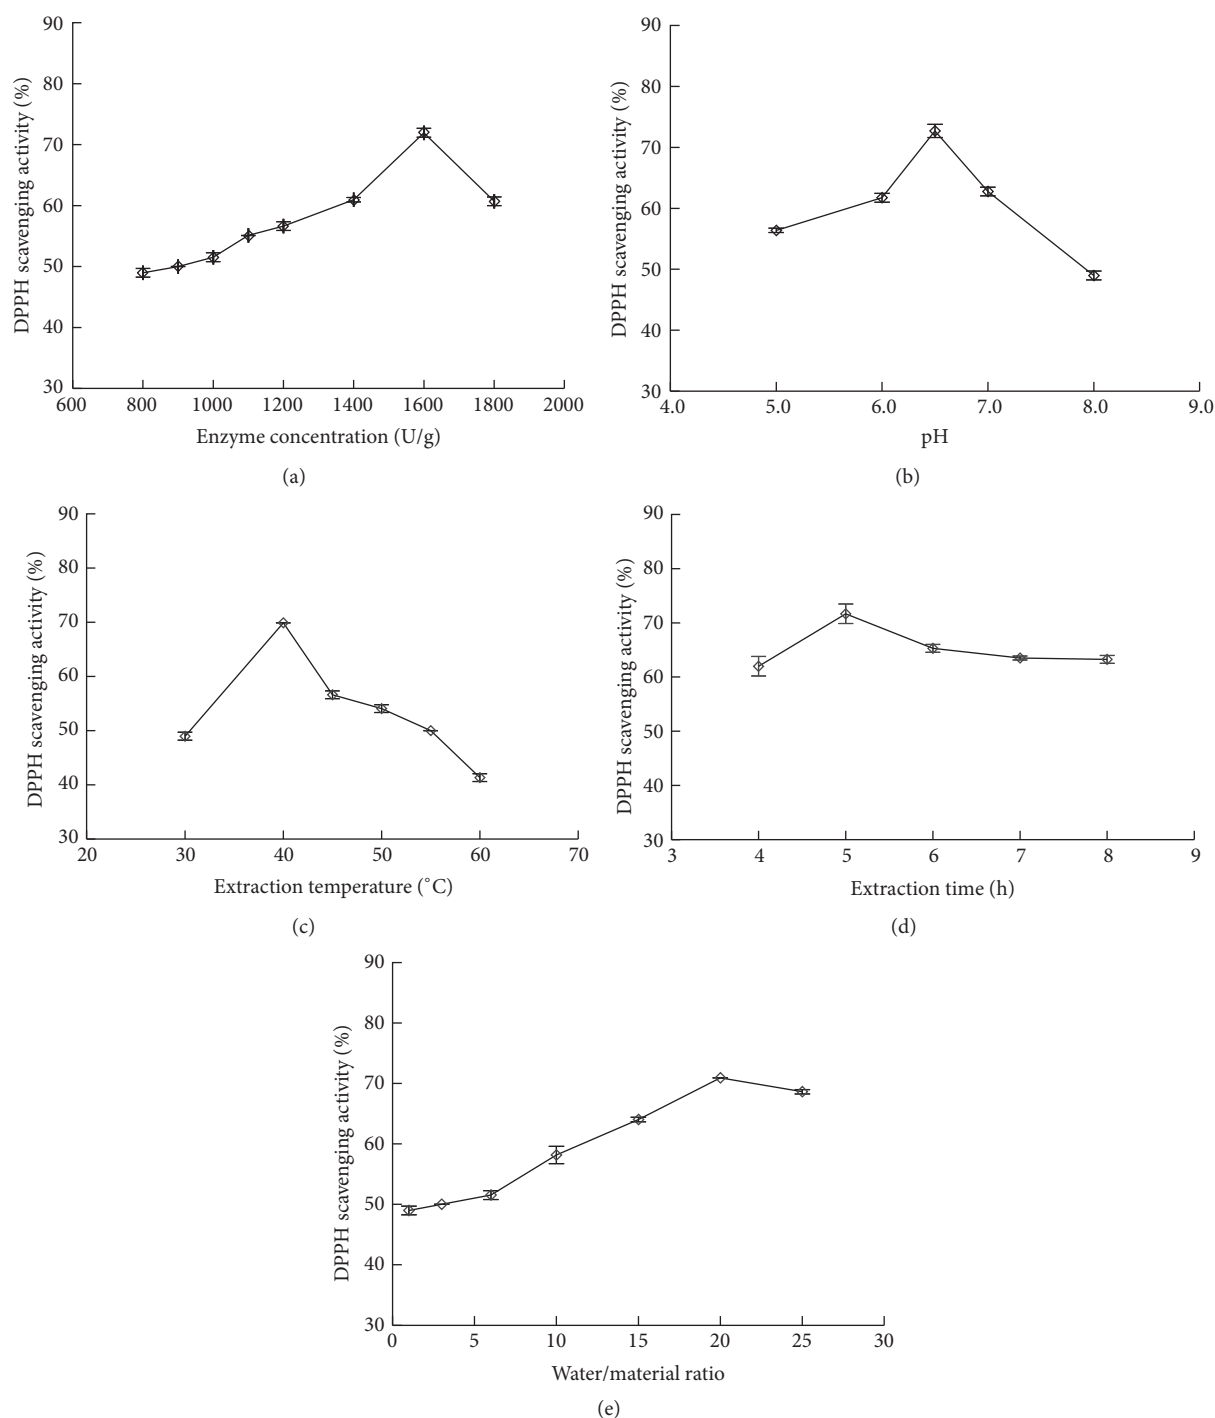 90
80
70
60
50
40
30
DPPH scavenging activity (%)
600 800 1000 1200 1400 1600 1800 2000
Enzyme concentration (U/g)
(a)
90
80
70
60
50
40
30
DPPH scavenging activity (%)
4.0 5.0 6.0 7.0 8.0 9.0
pH
(b)
90
80
70
60
50
40
30
DPPH scavenging activity (%)
20 30 40 50 60 70
Extraction temperature (˚C)
(c)
90
80
70
60
50
40
30
DPPH scavenging activity (%)
3 4 5 6 7 8 9
Extraction time (h)
(d)
90
80
70
60
50
40
30
DPPH scavenging activity (%)
0 5 10 15 20 25 30
Water/material ratio
(e)